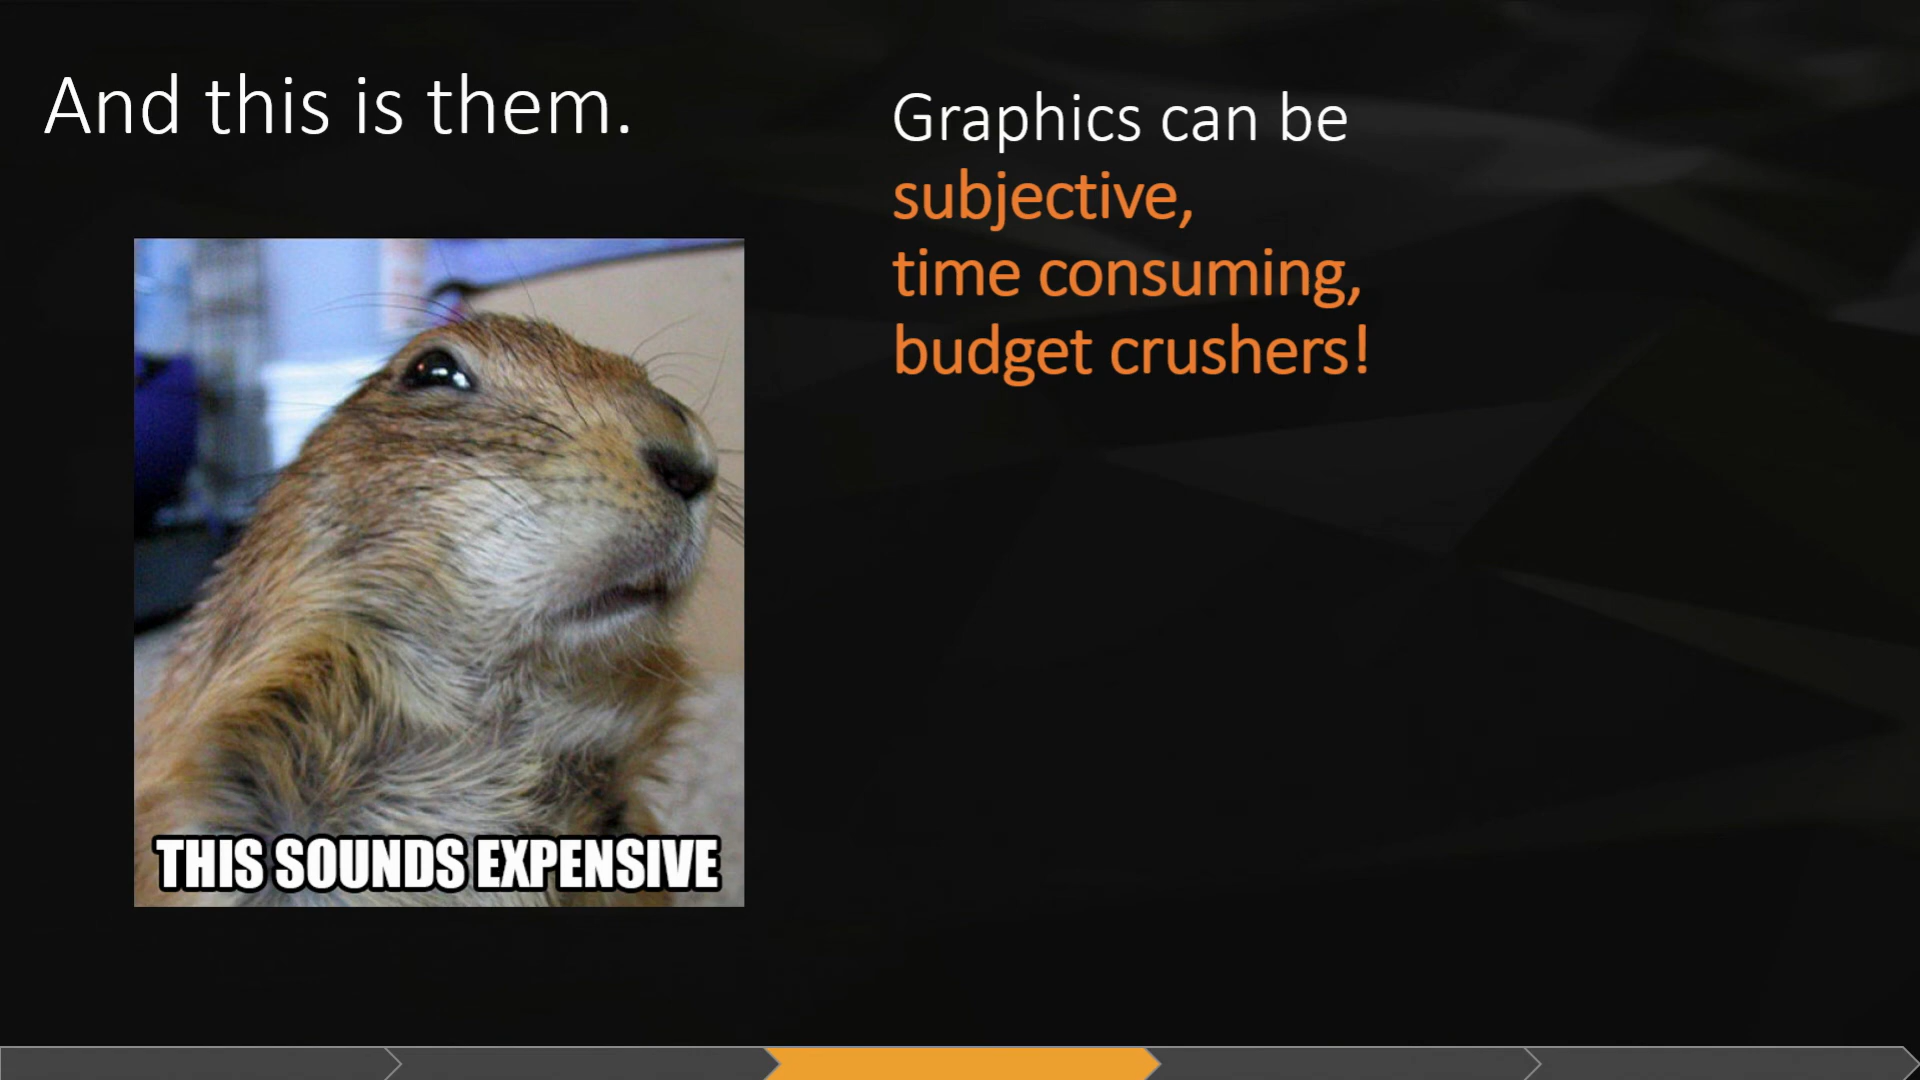 And this is them.
THIS SOUNDS EXPENSIVE
Graphics can be
subjective,
time consuming,
budget crushers!